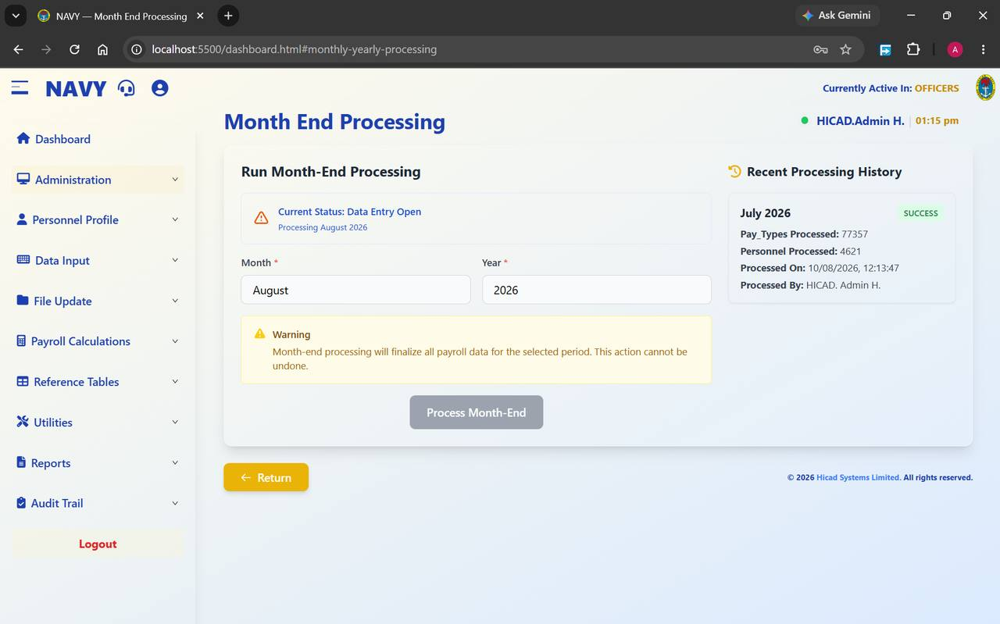 NAVY — Month End Processing
Ask Gemini
localhost:5500/dashboard.html#monthly-yearly-processing
A
NAVY
Currently Active In: OFFICERS
Month End Processing
HICAD.Admin H. | 01:15 pm
Dashboard
Administration
Personnel Profile
Data Input
File Update
Payroll Calculations
Reference Tables
Utilities
Reports
Audit Trail
Logout
Run Month-End Processing
Current Status: Data Entry Open
Processing August 2026
Month *
Year *
August
2026
Warning
Month-end processing will finalize all payroll data for the selected period. This action cannot be
undone.
Process Month-End
Recent Processing History
July 2026
SUCCESS
Pay_Types Processed: 77357
Personnel Processed: 4621
Processed On: 10/08/2026, 12:13:47
Processed By: HICAD. Admin H.
Return
© 2026 Hicad Systems Limited. All rights reserved.